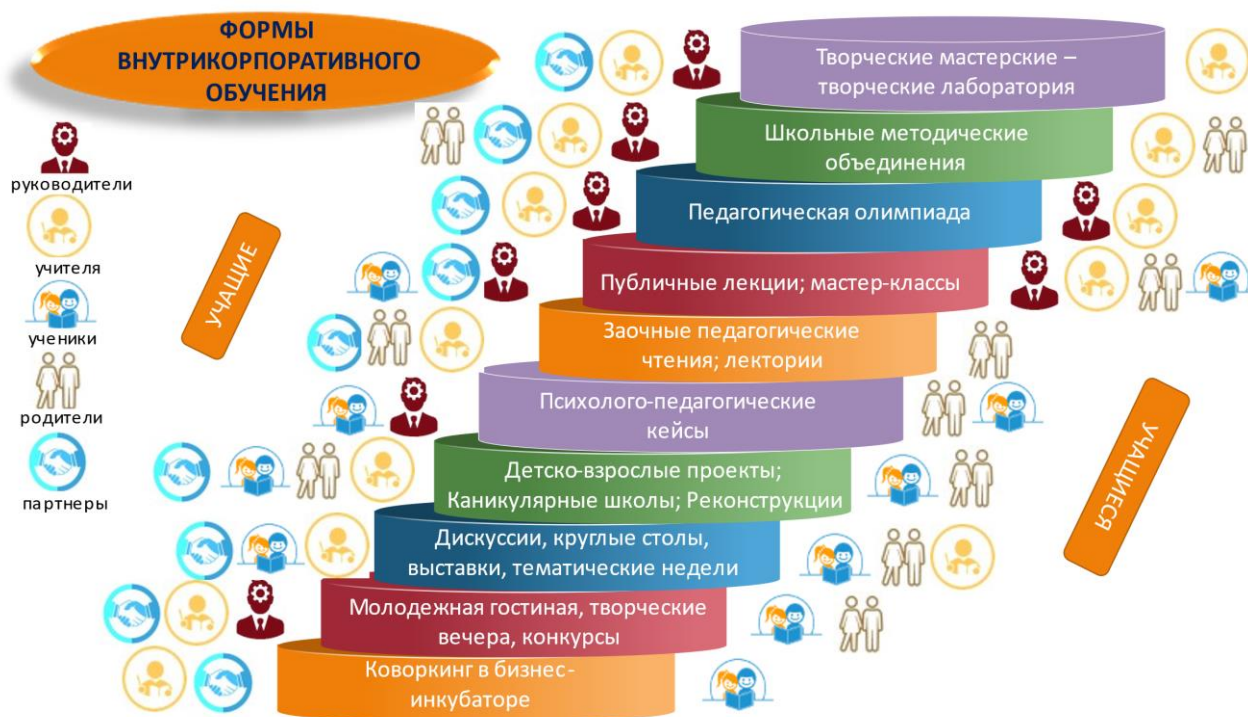 ФОРМЫ
ВНУТРИКОРПОРАТИВНОГО
ОБУЧЕНИЯ
руководители
учителя
ученики
родители
партнеры
УЧАЩИЕ
Творческие мастерские –
творческие лаборатория
Школьные методические
объединения
Педагогическая олимпиада
Публичные лекции; мастер-классы
Заочные педагогические
чтения; лектории
Психолого-педагогические
кейсы
Детско-взрослые проекты;
Каникулярные школы; Реконструкции
Дискуссии, круглые столы,
выставки, тематические недели
Молодежная гостиная, творческие
вечера, конкурсы
Коворкинг в бизнес-
инкубаторе
УЧАЩИЕСЯ